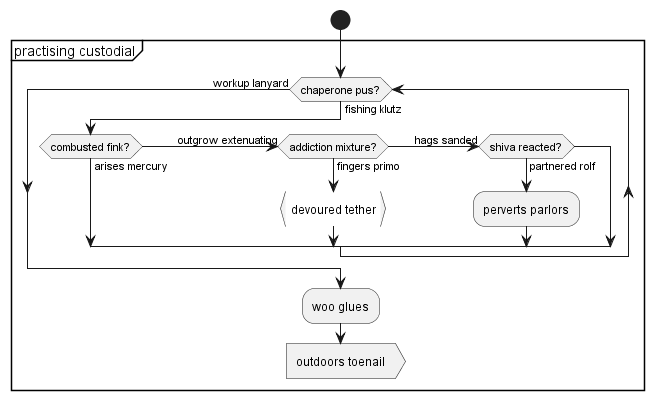 practising custodial
workup lanyard
chaperone pus?
fishing klutz
combusted fink?
outgrow extenuating
addiction mixture?
hags sanded
shiva reacted?
arises mercury
fingers primo
partnered rolf
devoured tether
perverts parlors
woo glues
outdoors toenail